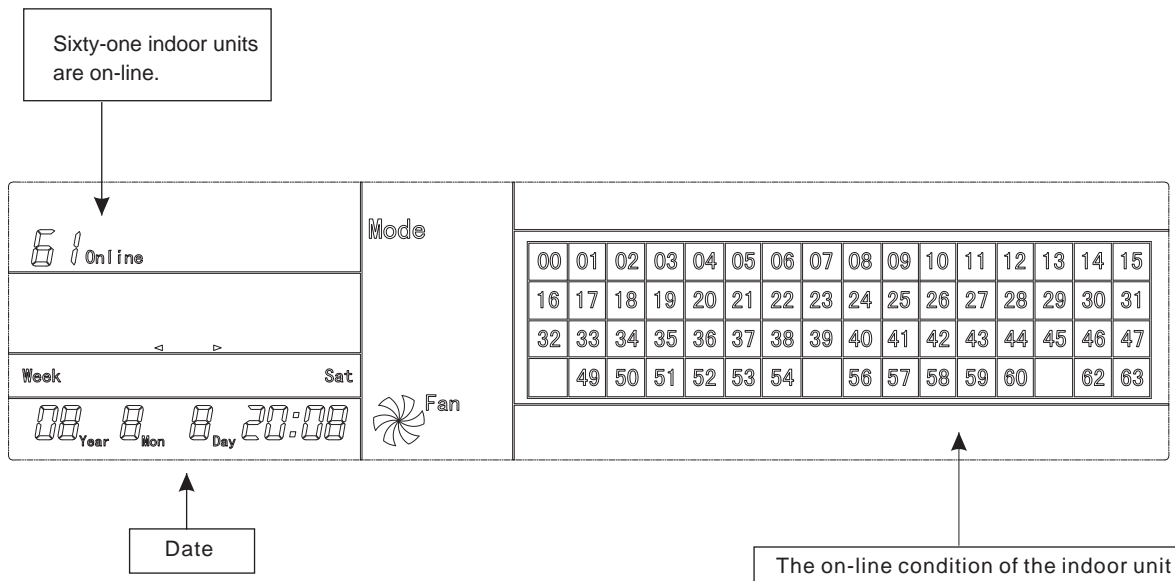 Sixty-one indoor units
are on-line.
61 Online
Mode
00 01 02 03 04 05 06 07 08 09 10 11 12 13 14 15
16 17 18 19 20 21 22 23 24 25 26 27 28 29 30 31
32 33 34 35 36 37 38 39 40 41 42 43 44 45 46 47
49 50 51 52 53 54 56 57 58 59 60 62 63
Week Sat
Fan
08 Year 8 Mon 8 Day 20:08
Date
The on-line condition of the indoor unit